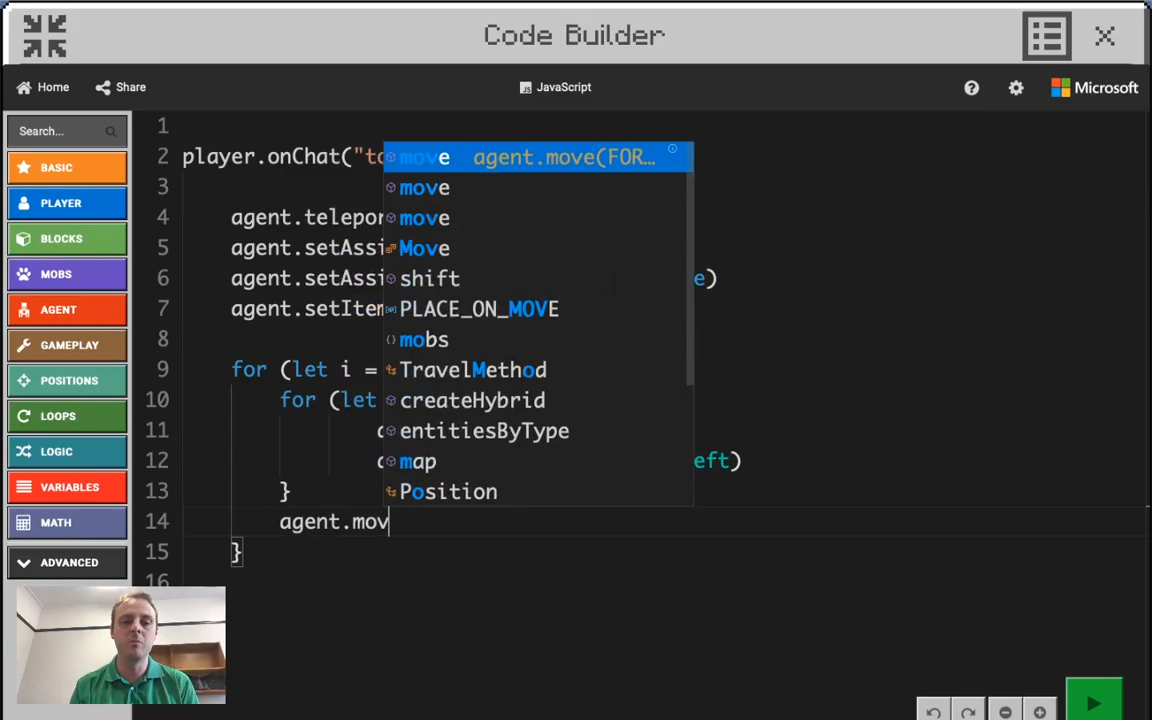 Code Builder
Home
Share
JavaScript
Microsoft
Search...
BASIC
PLAYER
BLOCKS
MOBS
AGENT
GAMEPLAY
POSITIONS
LOOPS
LOGIC
VARIABLES
MATH
ADVANCED
1
2 player.onChat("to
3
4 agent.telepor
5 agent.setAssi
6 agent.setAssi e)
7 agent.setItem
8
9 for (let i =
10 for (let
11
12 eft)
13 }
14 agent.mov
15 }
16
move agent.move(FOR...
move
move
Move
shift
PLACE_ON_MOVE
mobs
TravelMethod
createHybrid
entitiesByType
map
Position